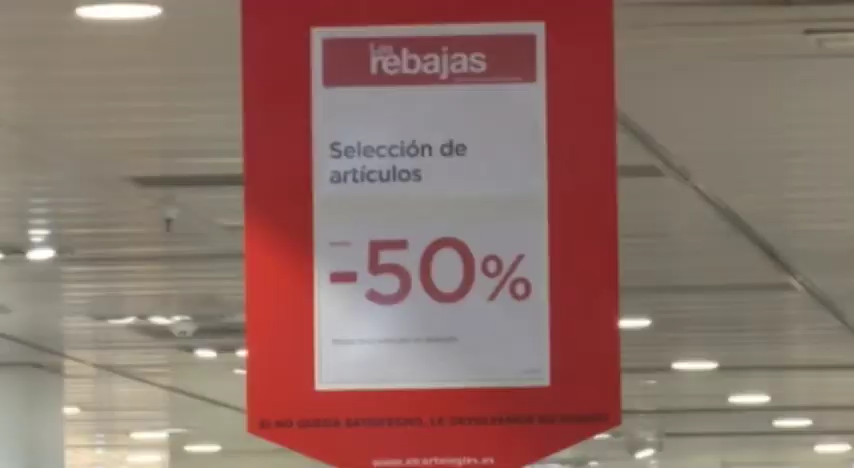 Las
rebajas
Selección de
artículos
-50%
SI NO QUEDA SATISFECHO, LE DEVOLVEMOS SU DINERO
www.elcorteingles.es